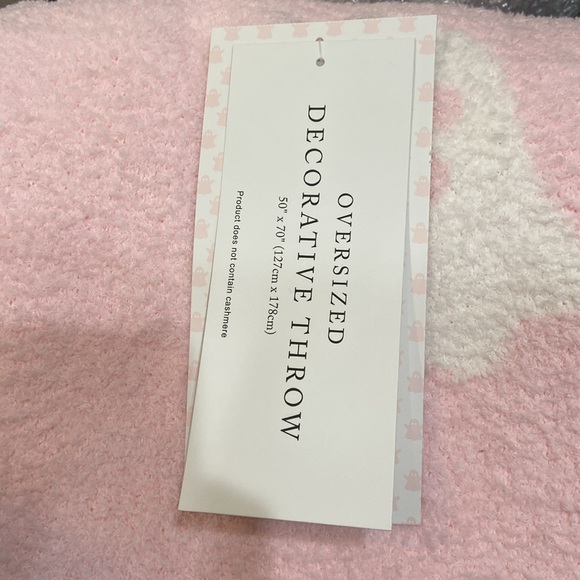 OVERSIZED
DECORATIVE THROW
50" x 70" (127cm x 178cm)
Product does not contain cashmere